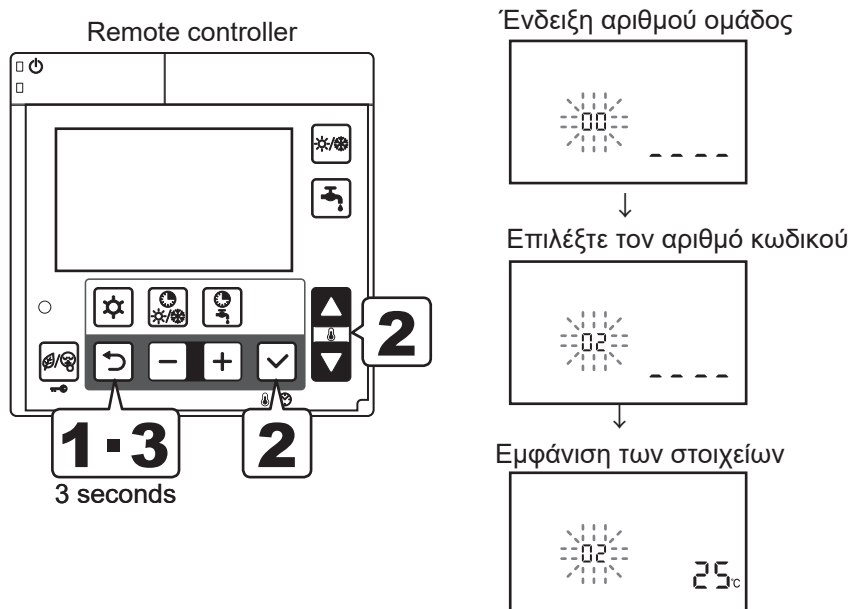 Remote controller
2
1▪3
2
3 seconds
Ένδειξη αριθμού ομάδος
00
- - - -
↓
Επιλέξτε τον αριθμό κωδικού
02
- - - -
↓
Εμφάνιση των στοιχείων
02
25°C